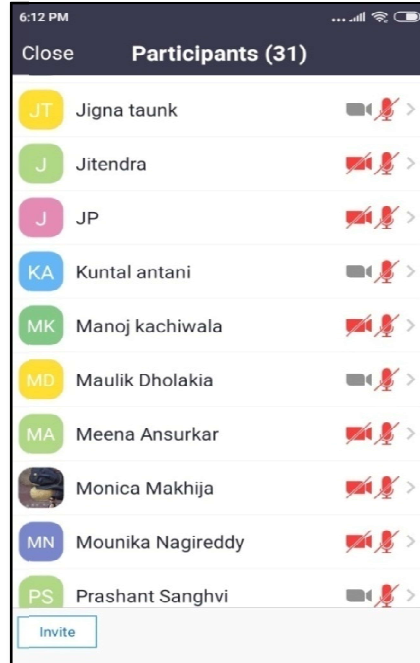 6:12 PM
Close Participants (31)
JT Jigna taunk
J Jitendra
J JP
KA Kuntal antani
MK Manoj kachiwala
MD Maulik Dholakia
MA Meena Ansurkar
Monica Makhija
MN Mounika Nagireddy
PS Prashant Sanghvi
Invite